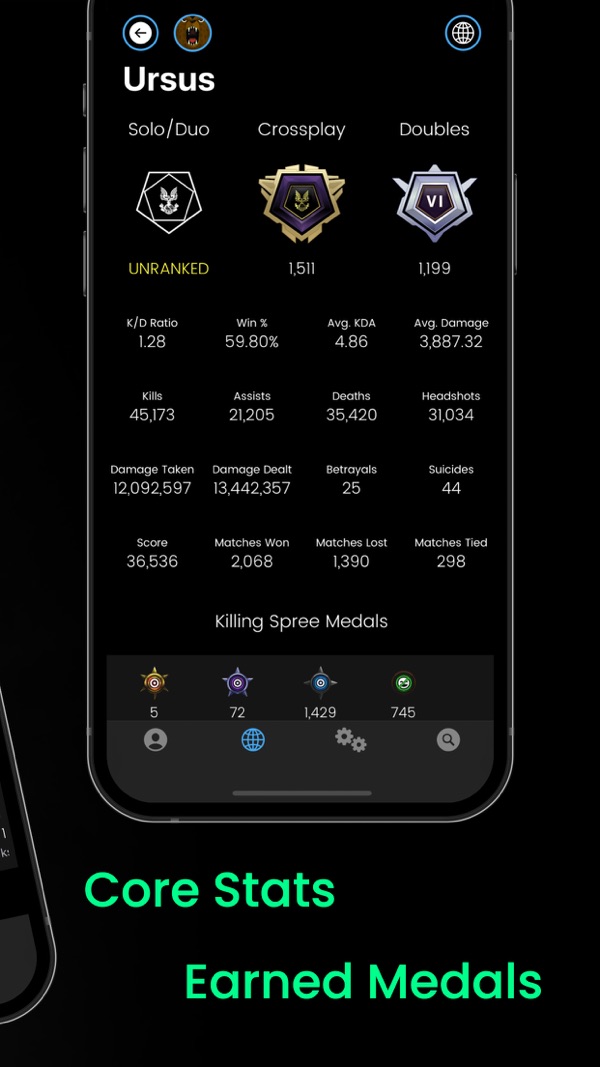 Ursus
Solo/Duo Crossplay Doubles
VI
UNRANKED 1,511 1,199
K/D Ratio Win % Avg. KDA Avg. Damage
1.28 59.80% 4.86 3,887.32
Kills Assists Deaths Headshots
45,173 21,205 35,420 31,034
Damage Taken Damage Dealt Betrayals Suicides
12,092,597 13,442,357 25 44
Score Matches Won Matches Lost Matches Tied
36,536 2,068 1,390 298
Killing Spree Medals
5 72 1,429 745
1
k:
Core Stats
Earned Medals